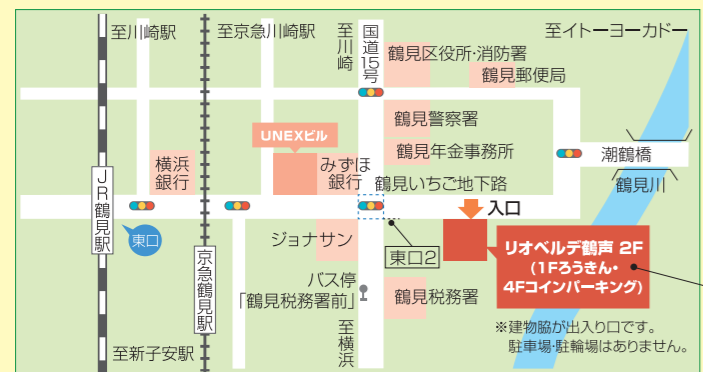 至川崎駅
至京急川崎駅
至川崎
国道15号
至イトーヨーカドー
鶴見区役所・消防署
鶴見郵便局
鶴見警察署
UNEXビル
横浜
銀行
みずほ
銀行
鶴見年金事務所
潮鶴橋
鶴見川
鶴見いちご地下路
JR鶴見駅
東口
入口
ジョナサン
東口2
リオベルデ鶴声 2F
(1Fろうきん・
4Fコインパーキング)
京急鶴見駅
バス停
「鶴見税務署前」
鶴見税務署
至横浜
※建物脇が出入り口です。
駐車場・駐輪場はありません。
至新子安駅